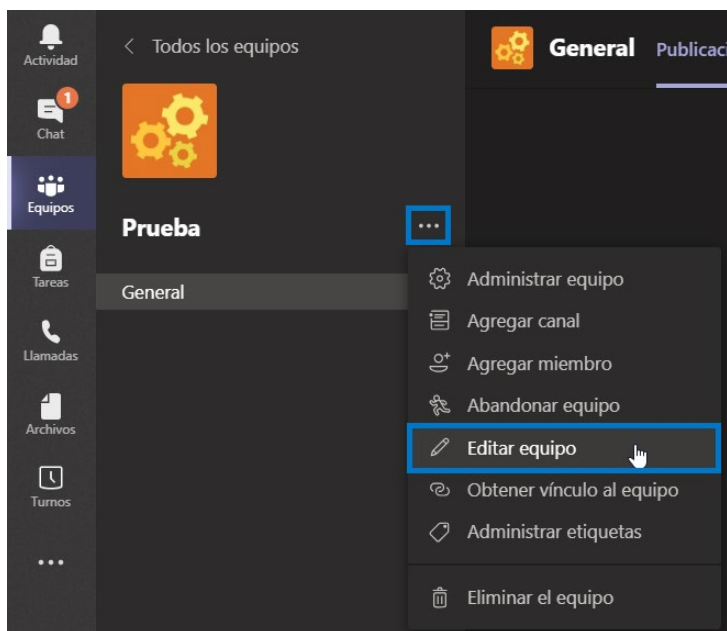 Actividad
1
Chat
Equipos
Tareas
Llamadas
Archivos
Turnos
Todos los equipos
Prueba
General
General Publicaci
Administrar equipo
Agregar canal
Agregar miembro
Abandonar equipo
Editar equipo
Obtener vínculo al equipo
Administrar etiquetas
Eliminar el equipo